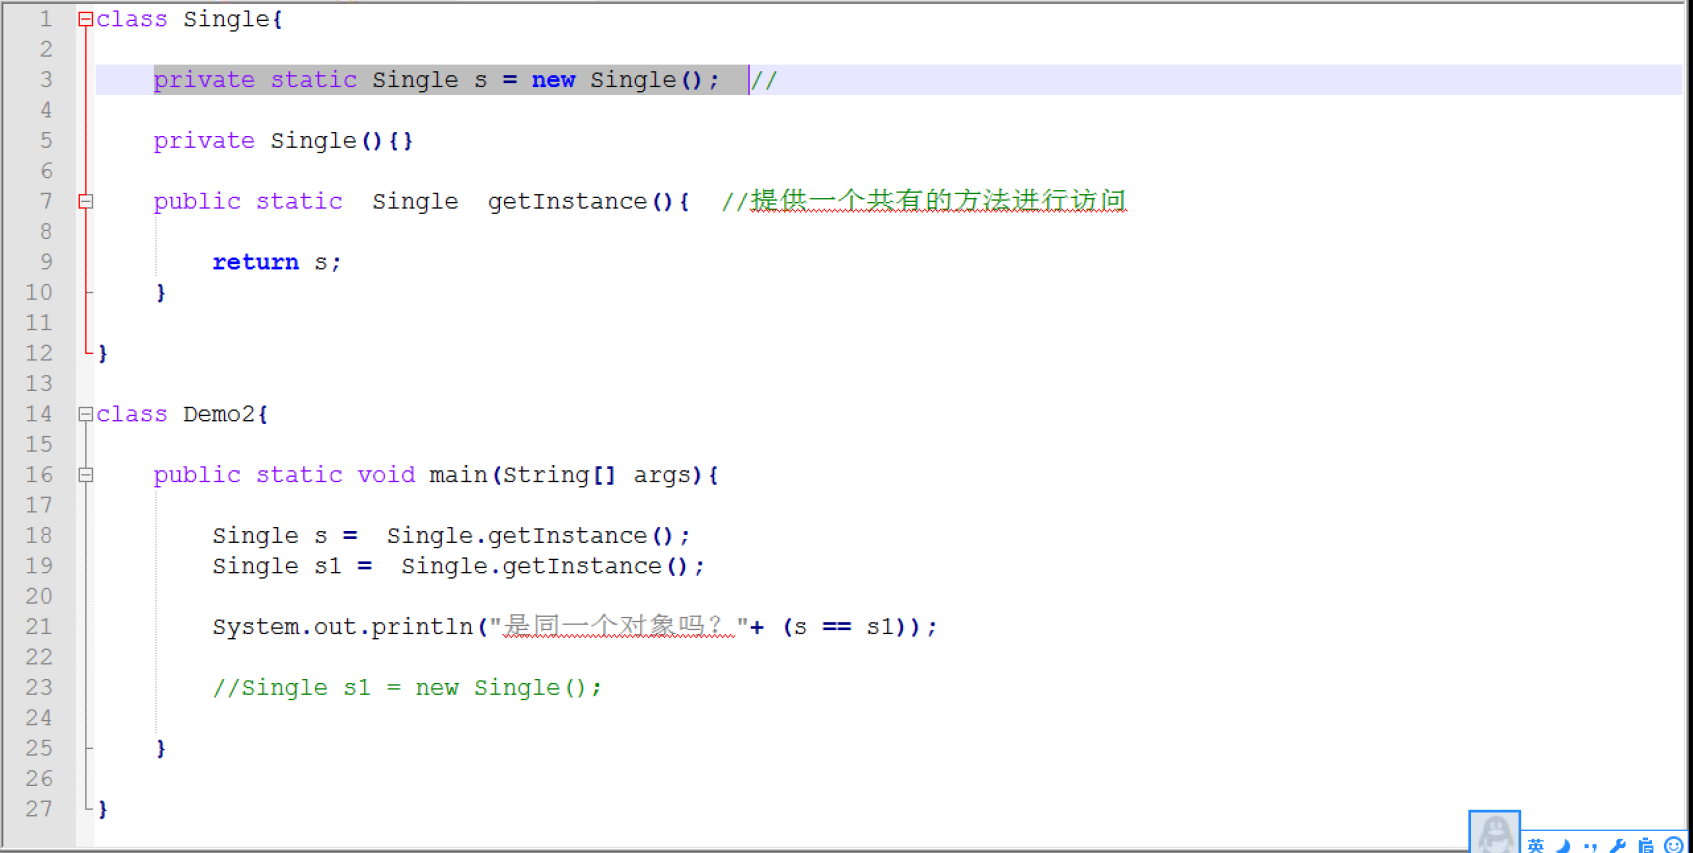 1 class Single{
2
3 private static Single s = new Single(); //
4
5 private Single(){}
6
7 public static Single getInstance(){ //提供一个共有的方法进行访问
8
9 return s;
10 }
11
12 }
13
14 class Demo2{
15
16 public static void main(String[] args){
17
18 Single s = Single.getInstance();
19 Single s1 = Single.getInstance();
20
21 System.out.println("是同一个对象吗？"+ (s == s1));
22
23 //Single s1 = new Single();
24
25 }
26
27 }
英